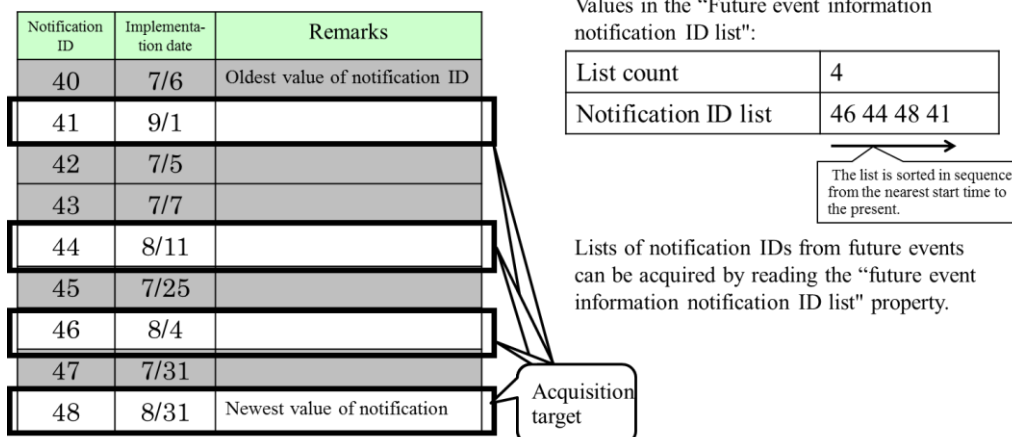 Notification ID Implementa-tion date Remarks
40 7/6 Oldest value of notification ID
41 9/1
42 7/5
43 7/7
44 8/11
45 7/25
46 8/4
47 7/31
48 8/31 Newest value of notification
Acquisition
target
Values in the “Future event information
notification ID list":
List count 4
Notification ID list 46 44 48 41
The list is sorted in sequence
from the nearest start time to
the present.
Lists of notification IDs from future events
can be acquired by reading the “future event
information notification ID list" property.